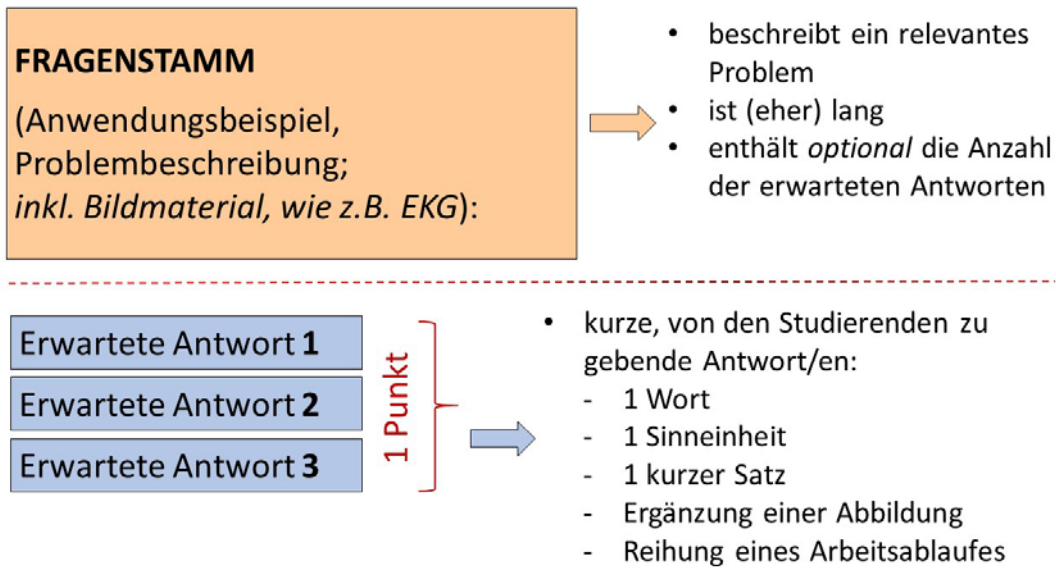 FRAGENSTAMM
(Anwendungsbeispiel,
Problembeschreibung;
inkl. Bildmaterial, wie z.B. EKG):
• beschreibt ein relevantes
Problem
• ist (eher) lang
• enthält optional die Anzahl
der erwarteten Antworten
Erwartete Antwort 1
Erwartete Antwort 2
Erwartete Antwort 3
1 Punkt
• kurze, von den Studierenden zu
gebende Antwort/en:
- 1 Wort
- 1 Sinneinheit
- 1 kurzer Satz
- Ergänzung einer Abbildung
- Reihung eines Arbeitsablaufes